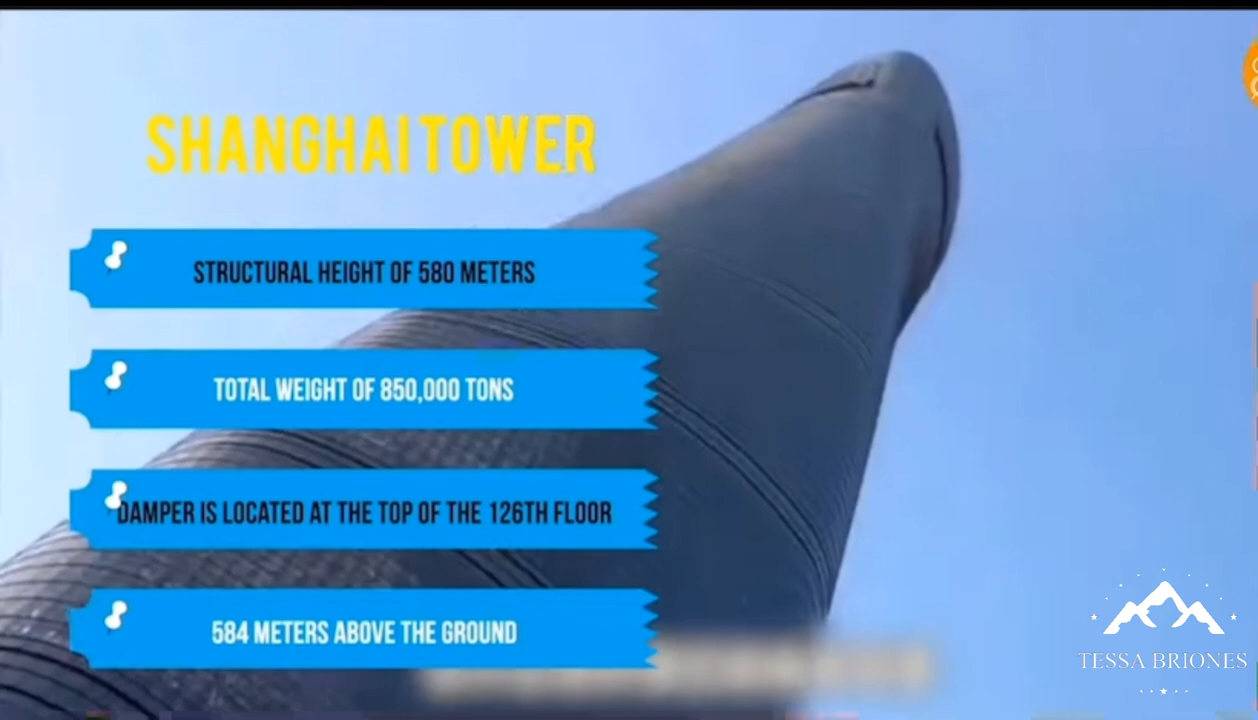 SHANGHAI TOWER
STRUCTURAL HEIGHT OF 580 METERS
TOTAL WEIGHT OF 850,000 TONS
DAMPER IS LOCATED AT THE TOP OF THE 126TH FLOOR
584 METERS ABOVE THE GROUND
TESSA BRIONES